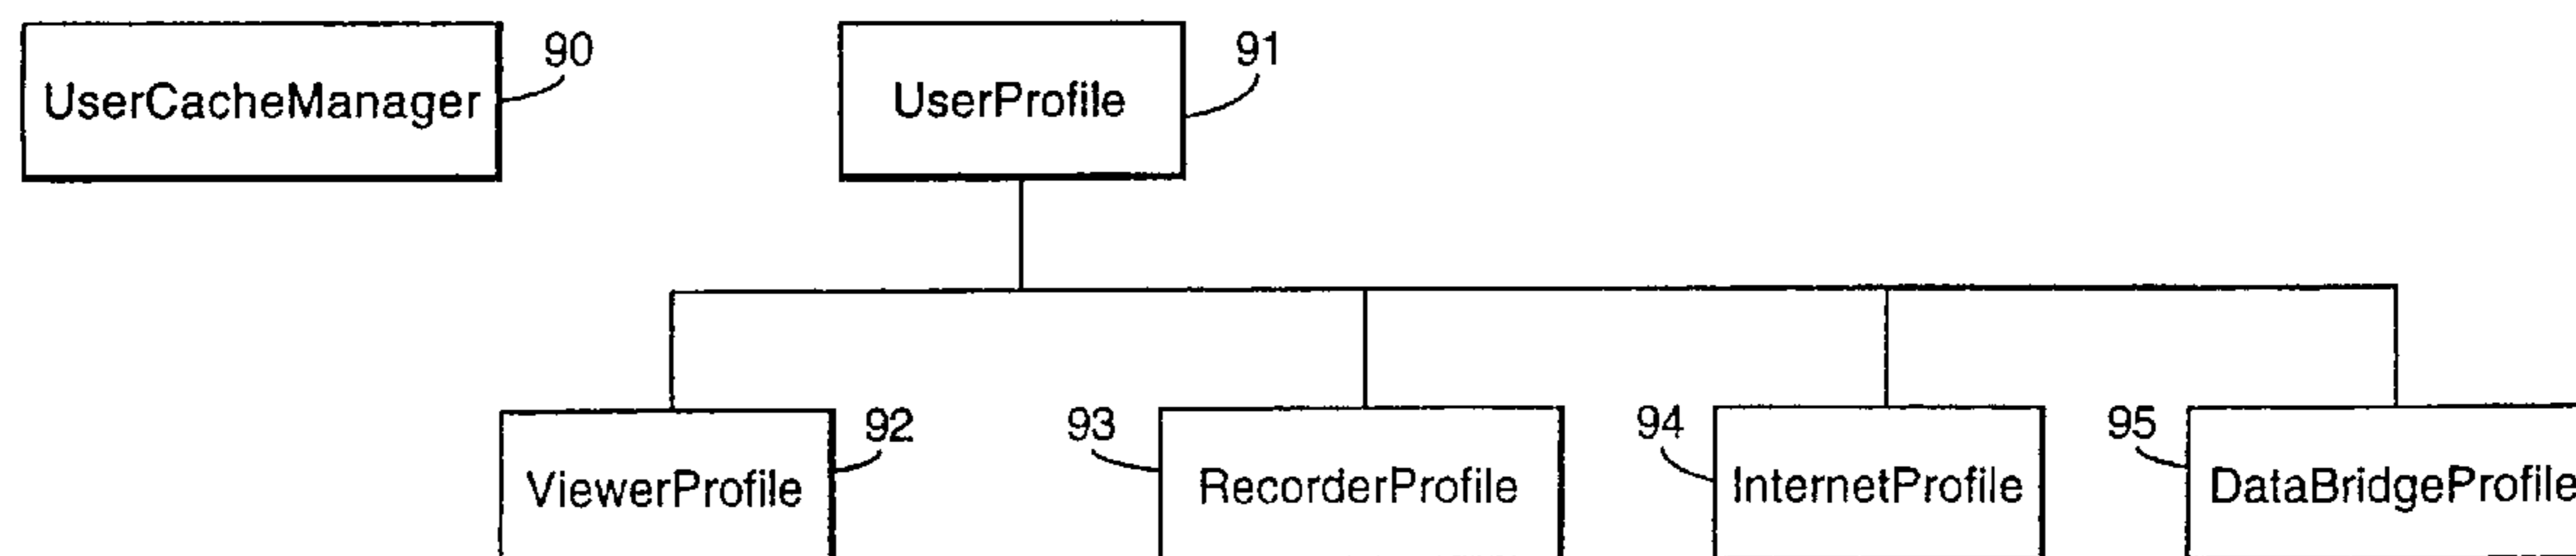 90
91
UserCacheManager
UserProfile
92
93
94
95
ViewerProfile
RecorderProfile
InternetProfile
DataBridgeProfile